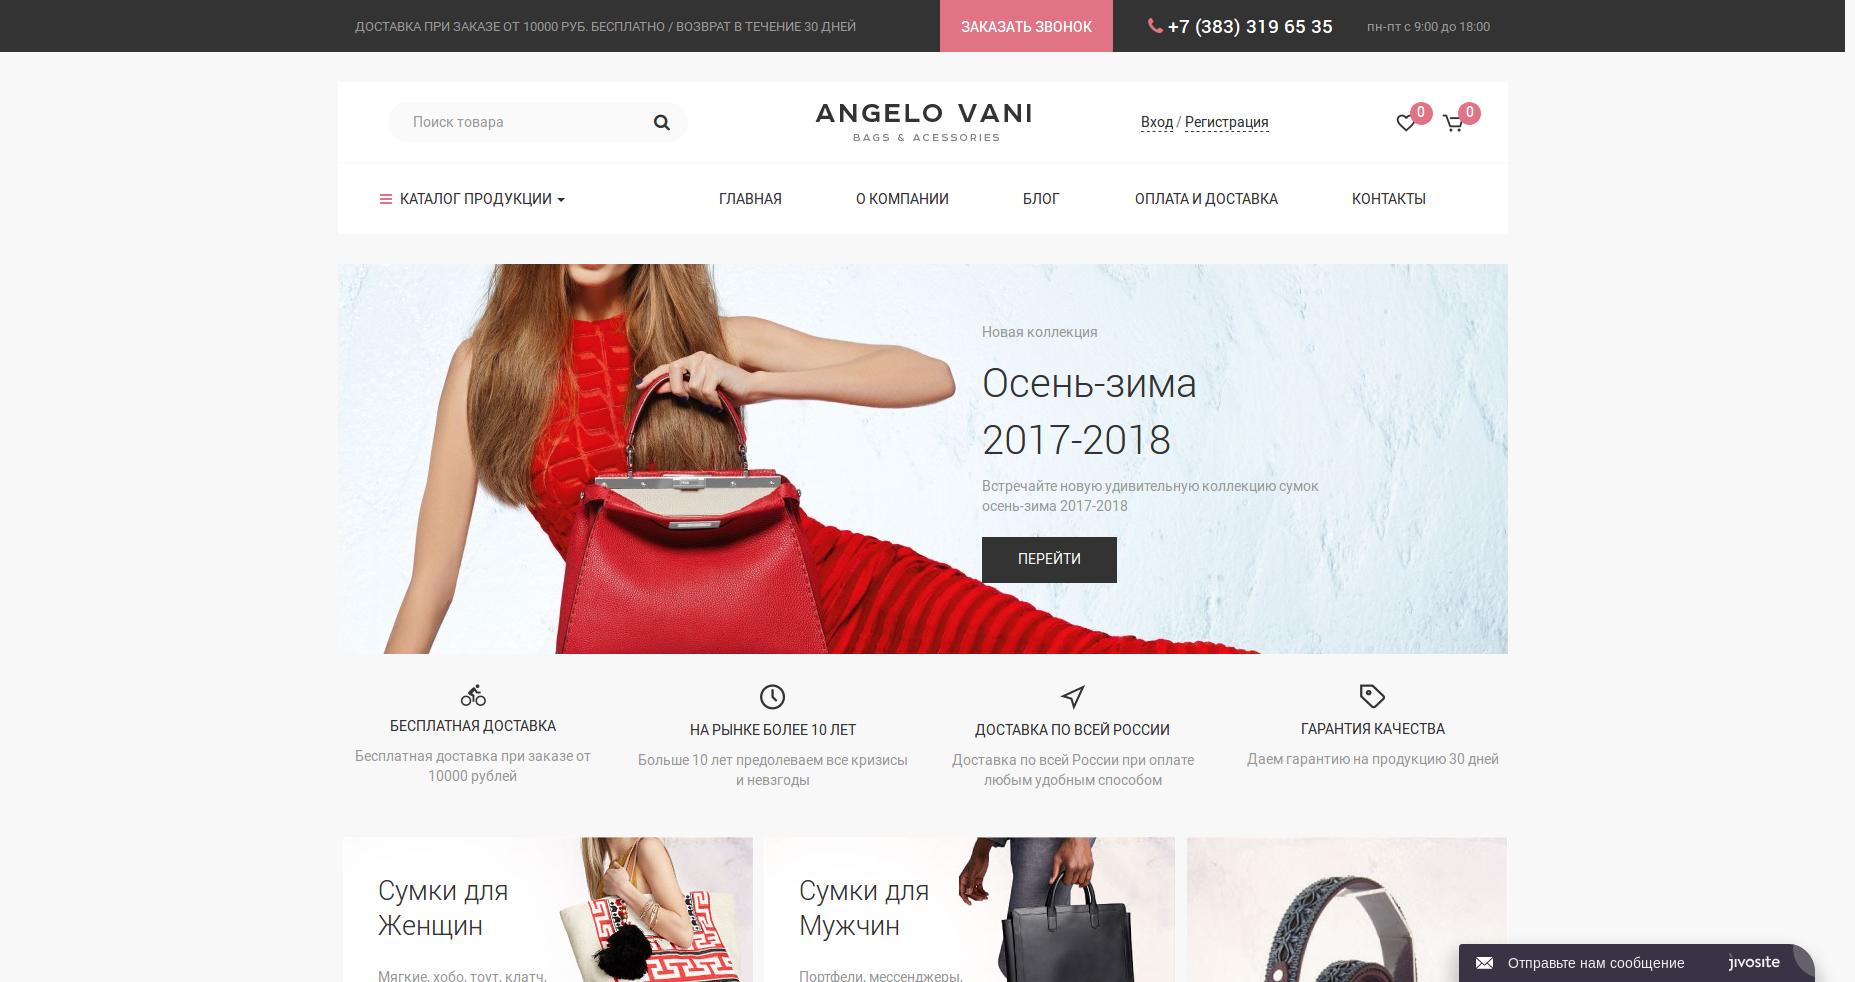 ДОСТАВКА ПРИ ЗАКАЗЕ ОТ 10000 РУБ. БЕСПЛАТНО / ВОЗВРАТ В ТЕЧЕНИЕ 30 ДНЕЙ
ЗАКАЗАТЬ ЗВОНОК
+7 (383) 319 65 35
пн-пт с 9:00 до 18:00
Поиск товара
ANGELO VANI
BAGS & ACESSORIES
Вход / Регистрация
0
0
КАТАЛОГ ПРОДУКЦИИ
ГЛАВНАЯ
О КОМПАНИИ
БЛОГ
ОПЛАТА И ДОСТАВКА
КОНТАКТЫ
Новая коллекция
Осень-зима
2017-2018
Встречайте новую удивительную коллекцию сумок
осень-зима 2017-2018
ПЕРЕЙТИ
БЕСПЛАТНАЯ ДОСТАВКА
Бесплатная доставка при заказе от
10000 рублей
НА РЫНКЕ БОЛЕЕ 10 ЛЕТ
Больше 10 лет предолеваем все кризисы
и невзгоды
ДОСТАВКА ПО ВСЕЙ РОССИИ
Доставка по всей России при оплате
любым удобным способом
ГАРАНТИЯ КАЧЕСТВА
Даем гарантию на продукцию 30 дней
Сумки для
Женщин
Мягкие, хобо, тоут, клатч,
Сумки для
Мужчин
Портфели, мессенджеры,
Отправьте нам сообщение
jivosite